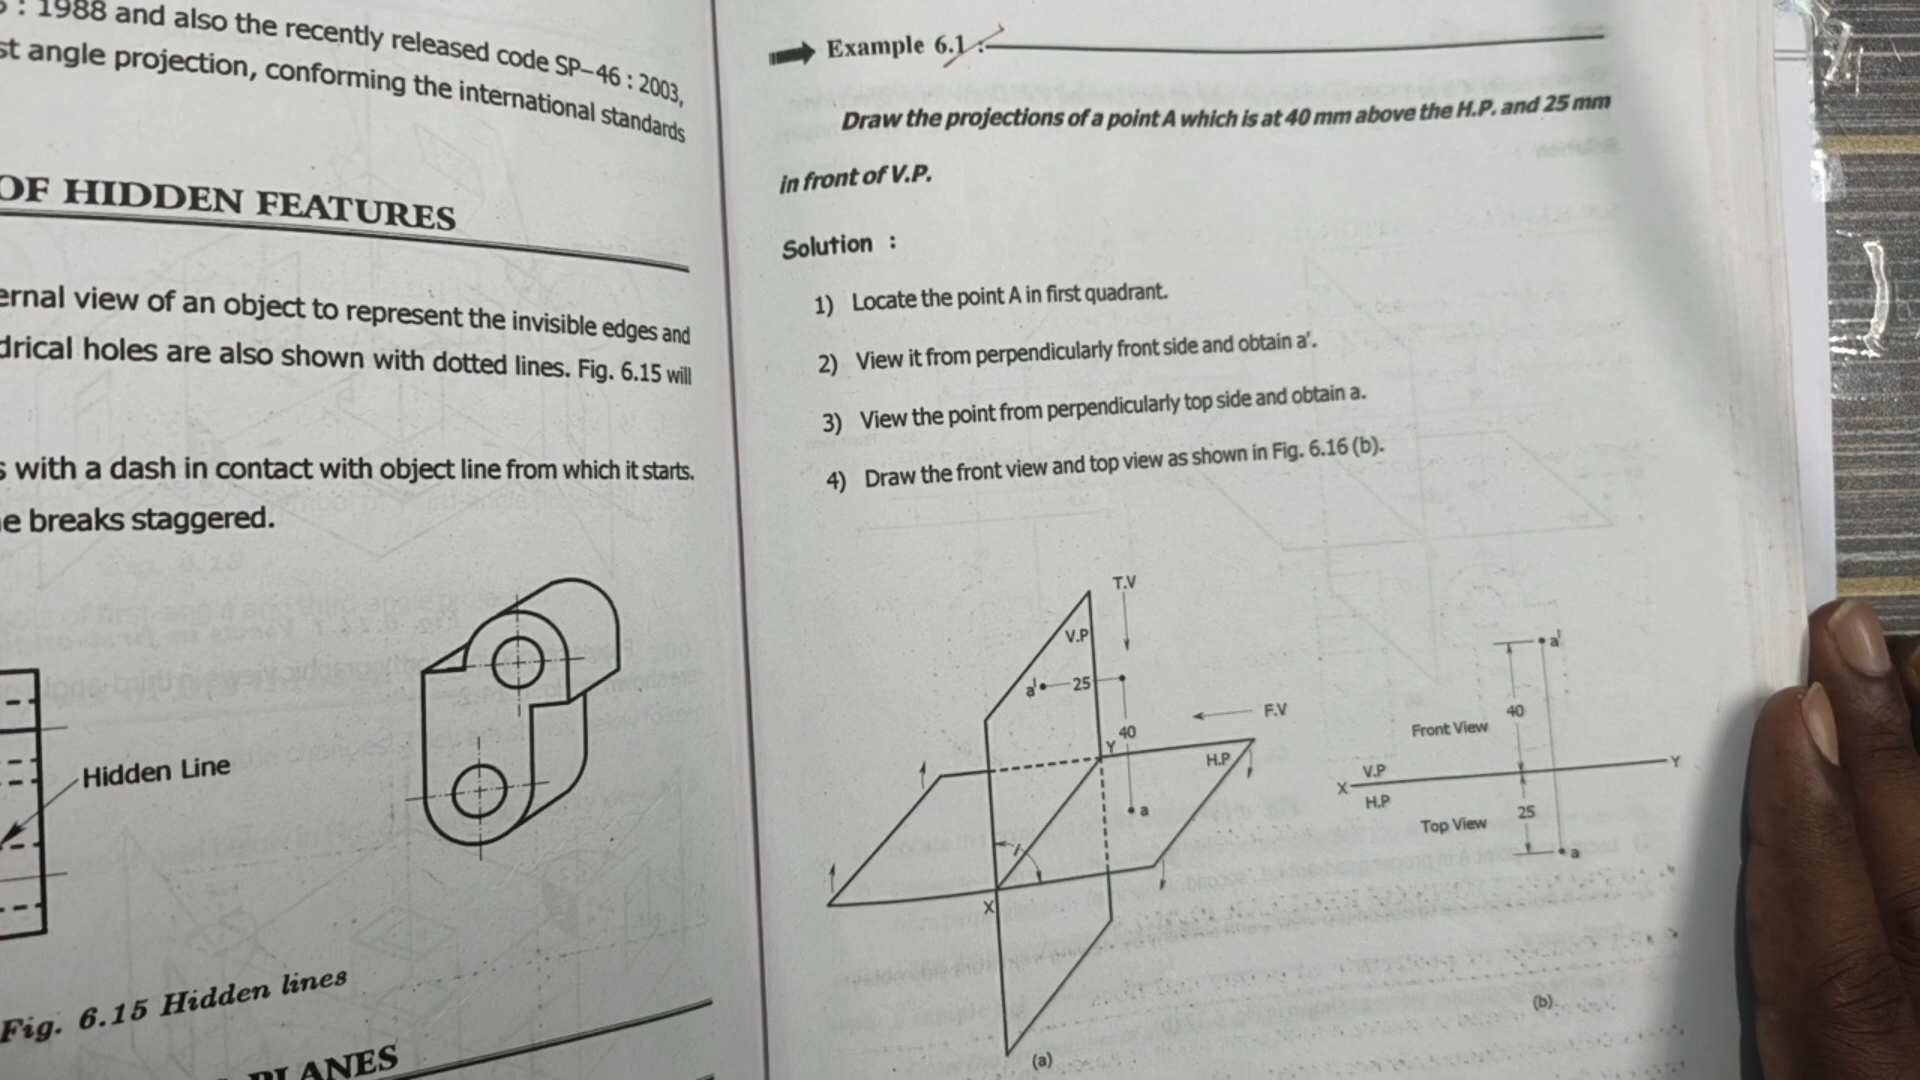 : 1988 and also the recently released code SP–46 : 2003,
st angle projection, conforming the international standards
OF HIDDEN FEATURES
ernal view of an object to represent the invisible edges and
drical holes are also shown with dotted lines. Fig. 6.15 will
s with a dash in contact with object line from which it starts.
e breaks staggered.
Hidden Line
Fig. 6.15 Hidden lines
PLANES
Example 6.1 :
Draw the projections of a point A which is at 40 mm above the H.P. and 25 mm
in front of V.P.
Solution :
1) Locate the point A in first quadrant.
2) View it from perpendicularly front side and obtain a'.
3) View the point from perpendicularly top side and obtain a.
4) Draw the front view and top view as shown in Fig. 6.16 (b).
T.V
V.P
a' 25
F.V
40
Y
H.P
a
X
(a)
a'
40
Front View
V.P
X Y
H.P
25
Top View
a
(b)